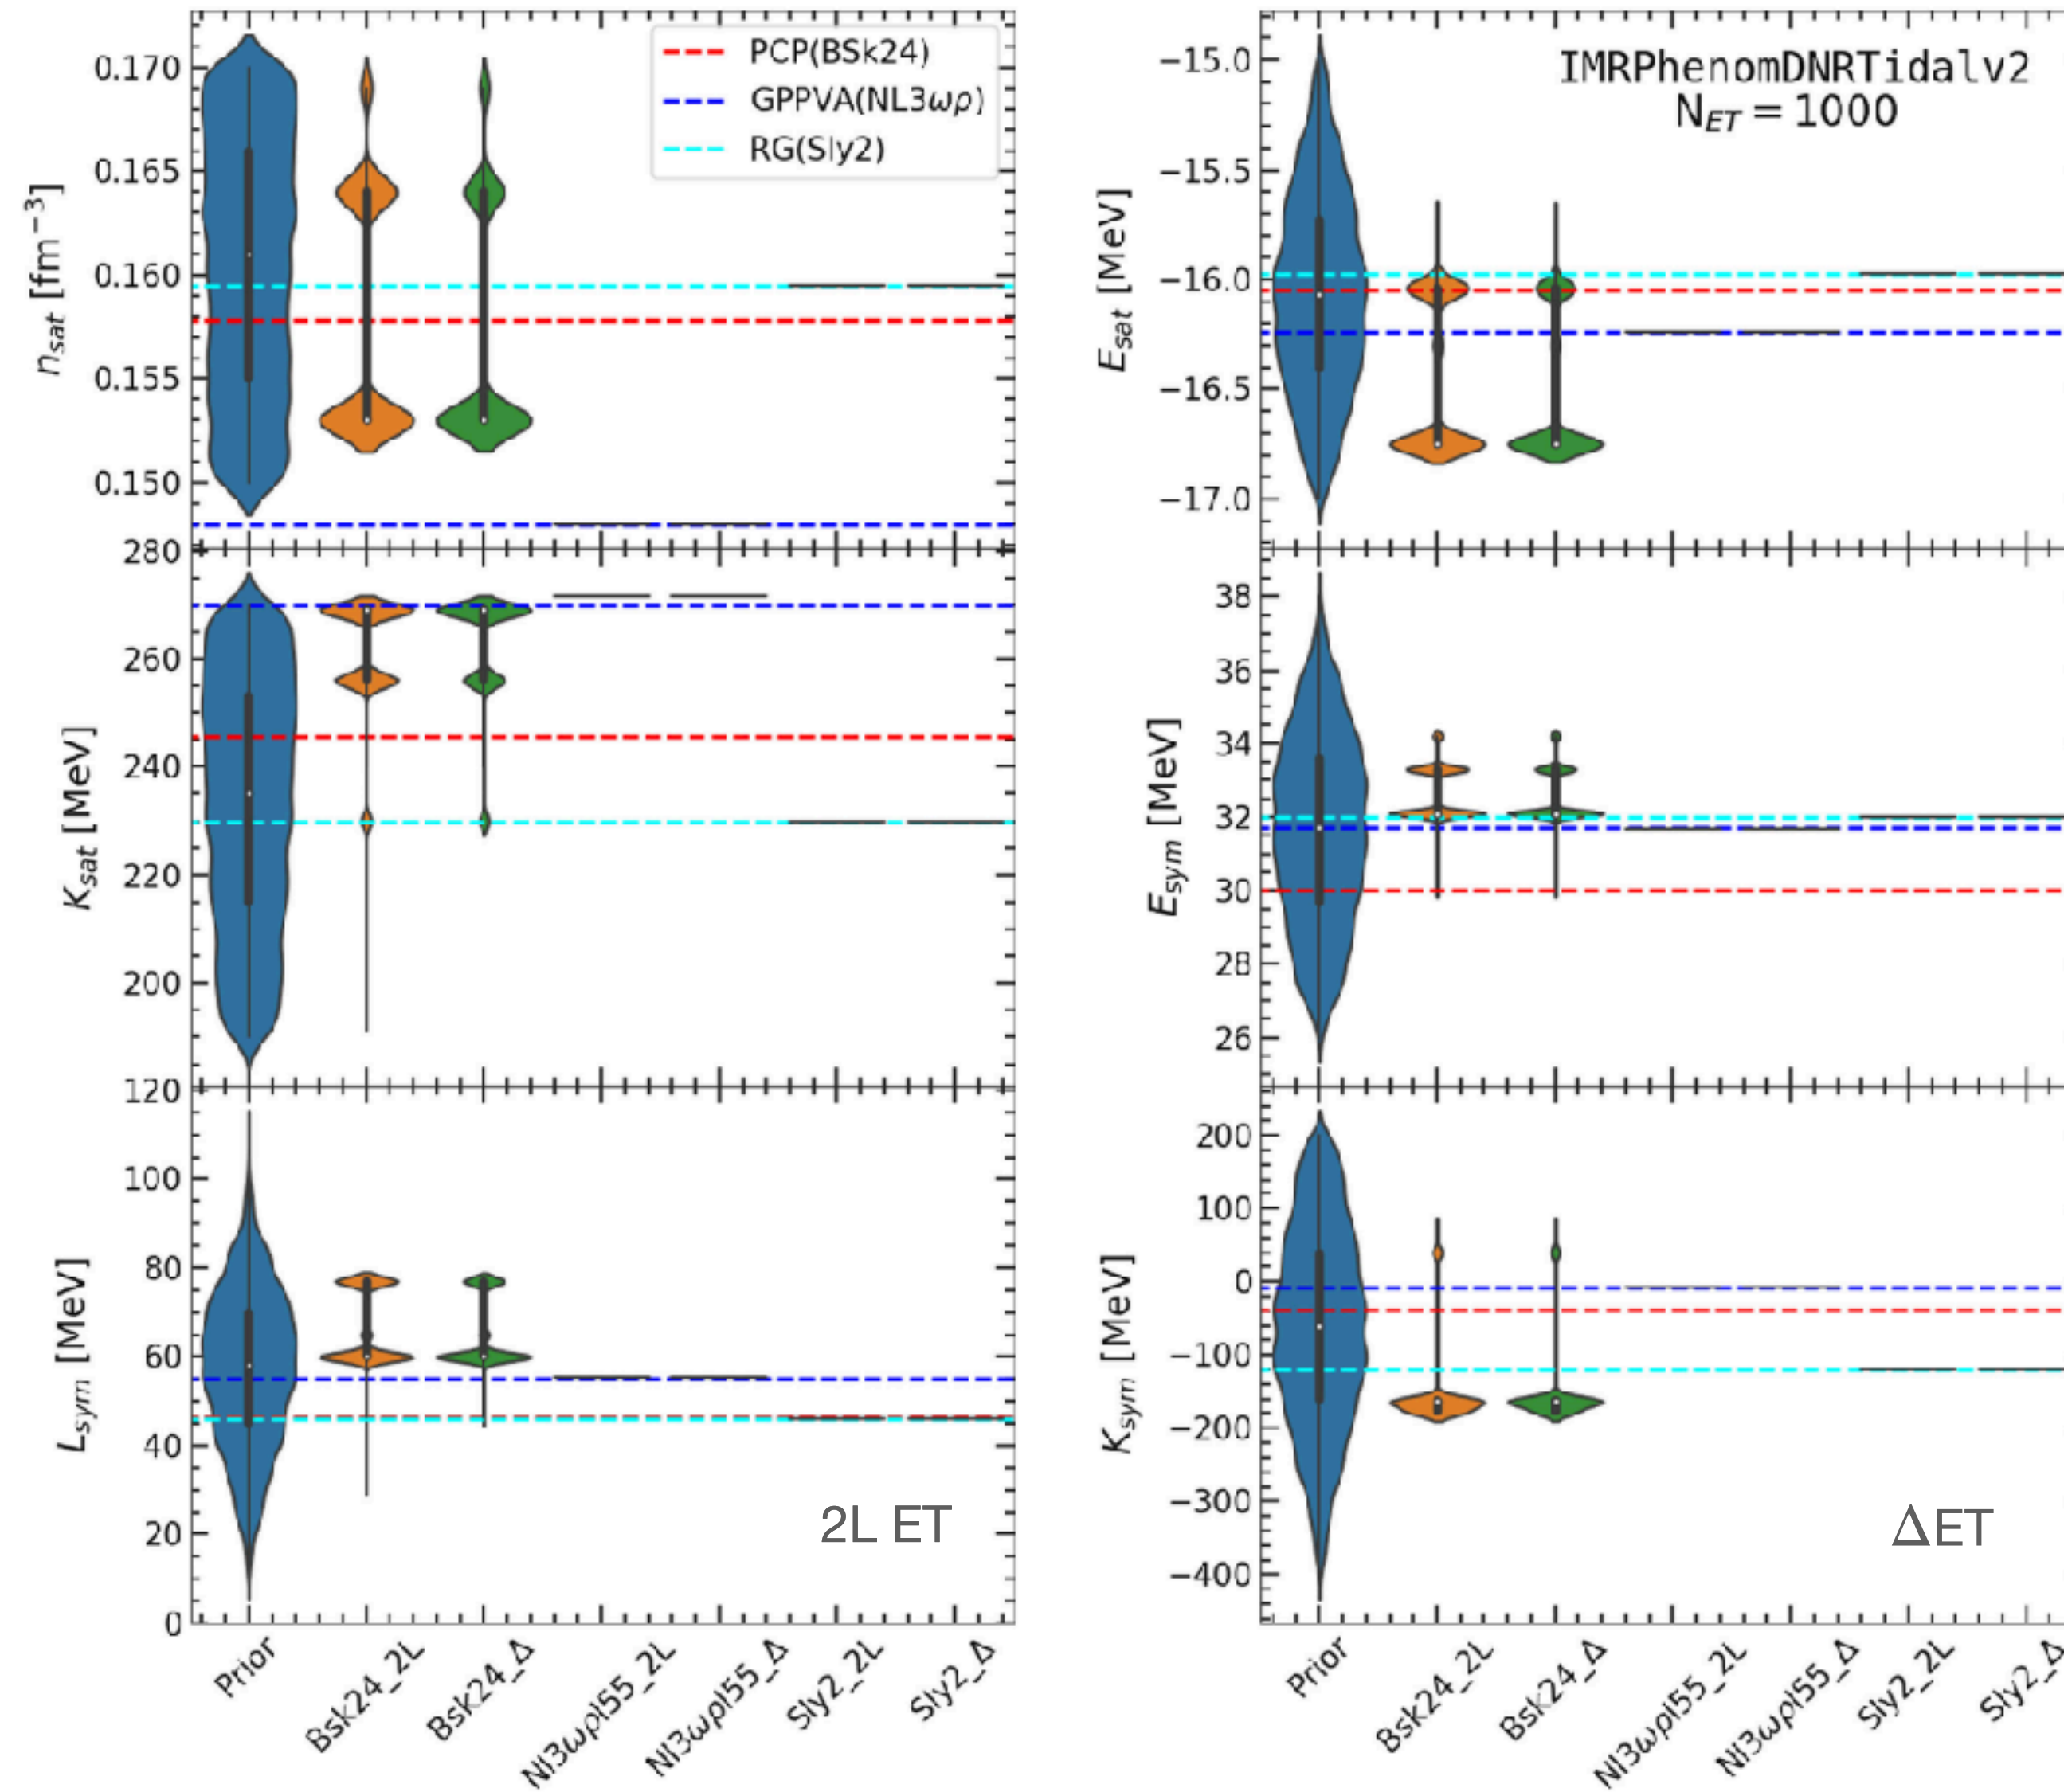 PCP(BSk24)
GPPVA(NL3ωρ)
RG(Sly2)
n_sat [fm⁻³]
0.170
0.165
0.160
0.155
0.150
K_sat [MeV]
280
260
240
220
200
L_sym [MeV]
120
100
80
60
40
20
0
2L ET
Prior
Bsk24_2L
Bsk24_Δ
Nl3ωρl55_2L
Nl3ωρl55_Δ
Sly2_2L
Sly2_Δ
IMRPhenomDNRTidalv2
N_ET = 1000
E_sat [MeV]
−15.0
−15.5
−16.0
−16.5
−17.0
E_sym [MeV]
38
36
34
32
30
28
26
K_sym [MeV]
200
100
0
−100
−200
−300
−400
ΔET
Prior
Bsk24_2L
Bsk24_Δ
Nl3ωρl55_2L
Nl3ωρl55_Δ
Sly2_2L
Sly2_Δ